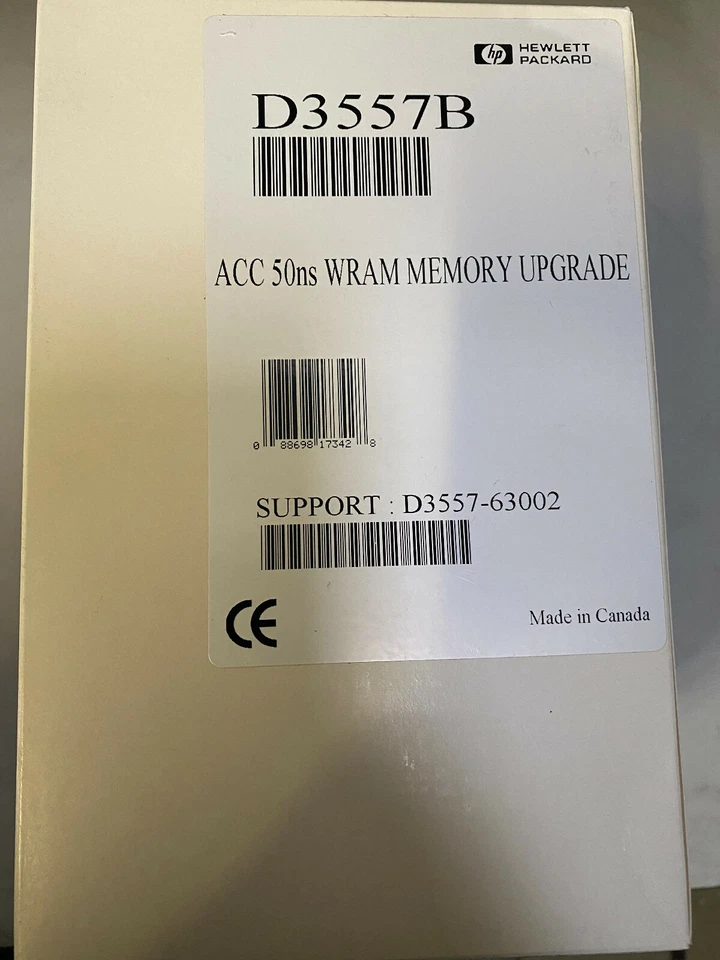 hp HEWLETT
PACKARD
D3557B
ACC 50ns WRAM MEMORY UPGRADE
0 88698 17342 8
SUPPORT : D3557-63002
CE
Made in Canada